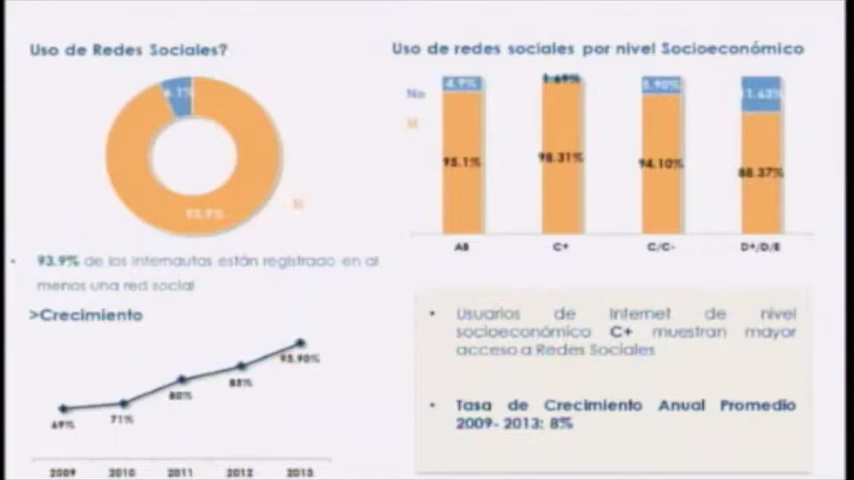 Uso de Redes Sociales?
6.1%
93.9%
Si
93.9% de los internautas están registrado en al
menos una red social
>Crecimiento
69%
71%
80%
85%
93.90%
2009 2010 2011 2012 2013
Uso de redes sociales por nivel Socioeconómico
No
Si
4.9% 1.69% 5.90% 11.63%
95.1% 98.31% 94.10% 88.37%
AB C+ C/C- D+/D/E
Usuarios de Internet de nivel
socioeconómico C+ muestran mayor
acceso a Redes Sociales
Tasa de Crecimiento Anual Promedio
2009- 2013: 8%